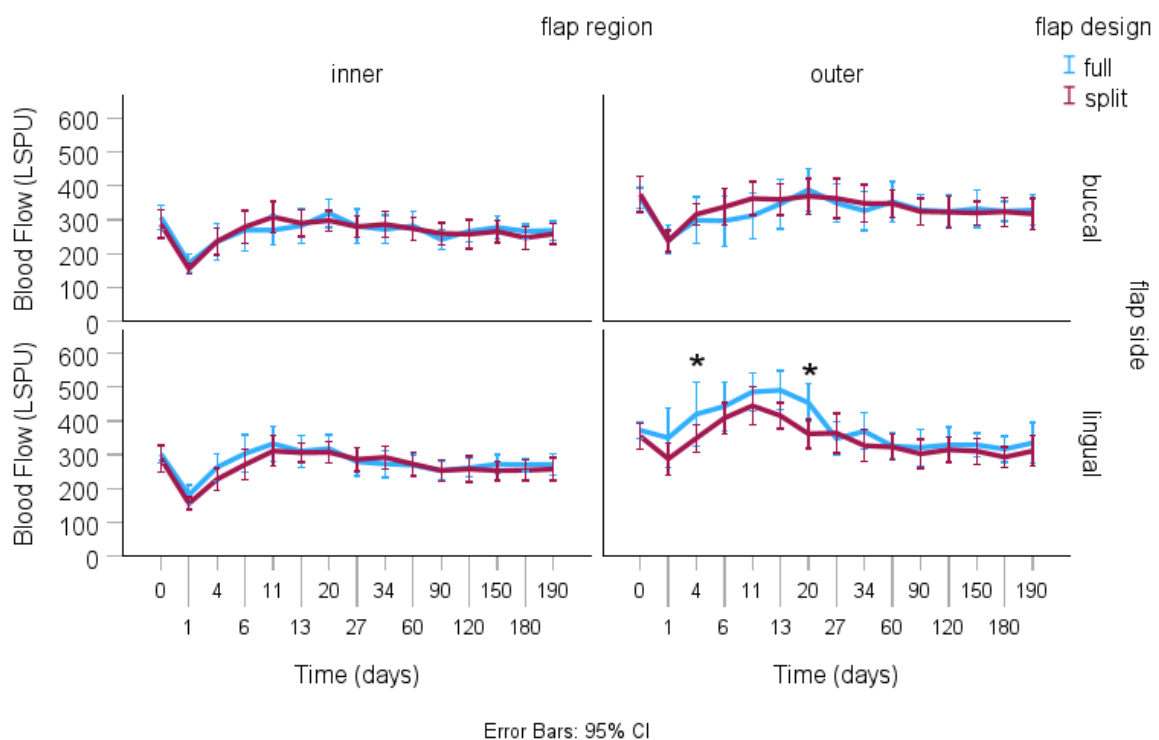 flap region
flap design
inner
outer
full
split
Blood Flow (LSPU)
600
500
400
300
200
100
0
buccal
flap side
Blood Flow (LSPU)
600
500
400
300
200
100
0
* *
lingual
0 4 11 20 34 90 150 190
1 6 13 27 60 120 180
0 4 11 20 34 90 150 190
1 6 13 27 60 120 180
Time (days)
Time (days)
Error Bars: 95% CI